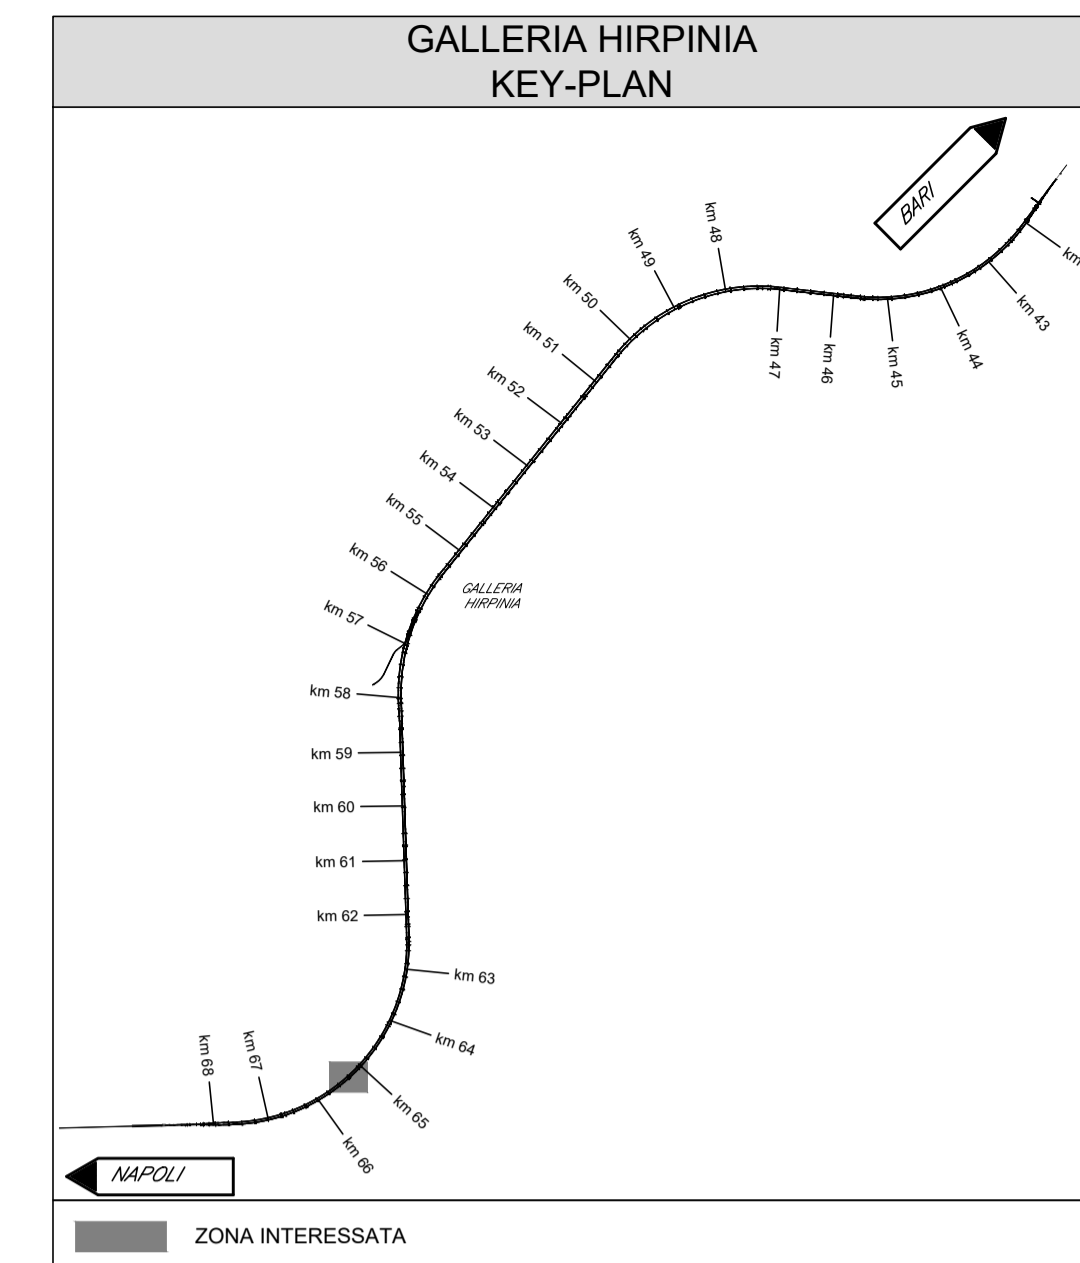 GALLERIA HIRPINIA
KEY-PLAN
BARI
km
km 43
km 44
km 45
km 46
km 47
km 48
km 49
km 50
km 51
km 52
km 53
km 54
km 55
km 56
GALLERIA
HIRPINIA
km 57
km 58
km 59
km 60
km 61
km 62
km 63
km 64
km 65
km 66
km 67
km 68
NAPOLI
ZONA INTERESSATA